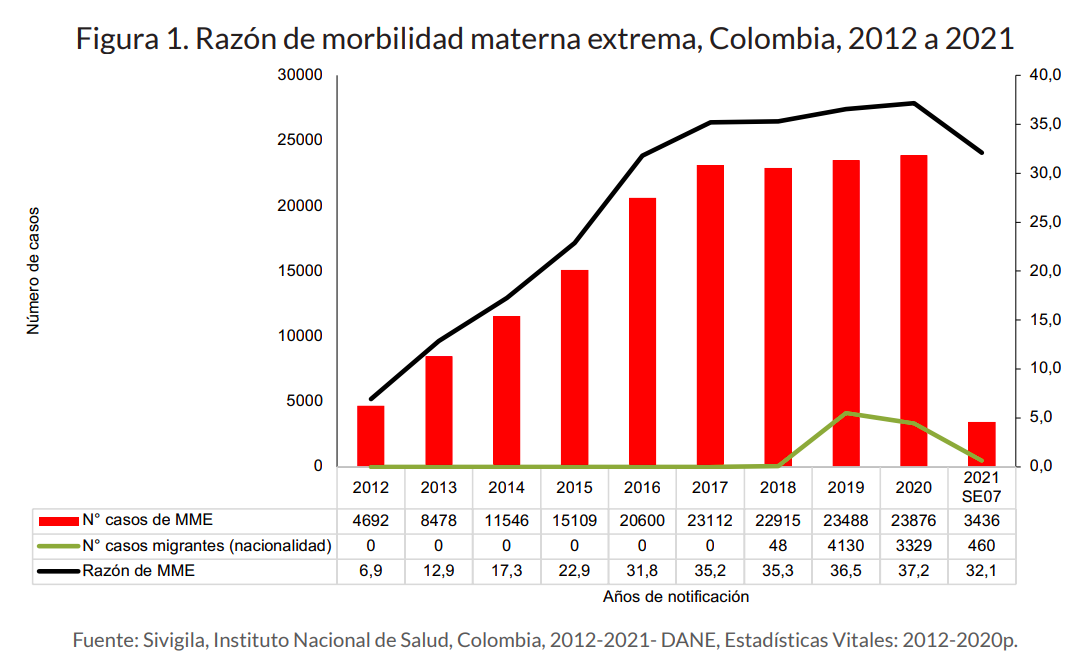 Figura 1. Razón de morbilidad materna extrema, Colombia, 2012 a 2021
30000 40,0
25000 35,0
20000 30,0
15000 25,0
10000 20,0
5000 15,0
0 10,0
5,0
0,0
Número de casos
2012 2013 2014 2015 2016 2017 2018 2019 2020 2021
SE07
N° casos de MME 4692 8478 11546 15109 20600 23112 22915 23488 23876 3436
N° casos migrantes (nacionalidad) 0 0 0 0 0 0 48 4130 3329 460
Razón de MME 6,9 12,9 17,3 22,9 31,8 35,2 35,3 36,5 37,2 32,1
Años de notificación
Fuente: Sivigila, Instituto Nacional de Salud, Colombia, 2012-2021- DANE, Estadísticas Vitales: 2012-2020p.